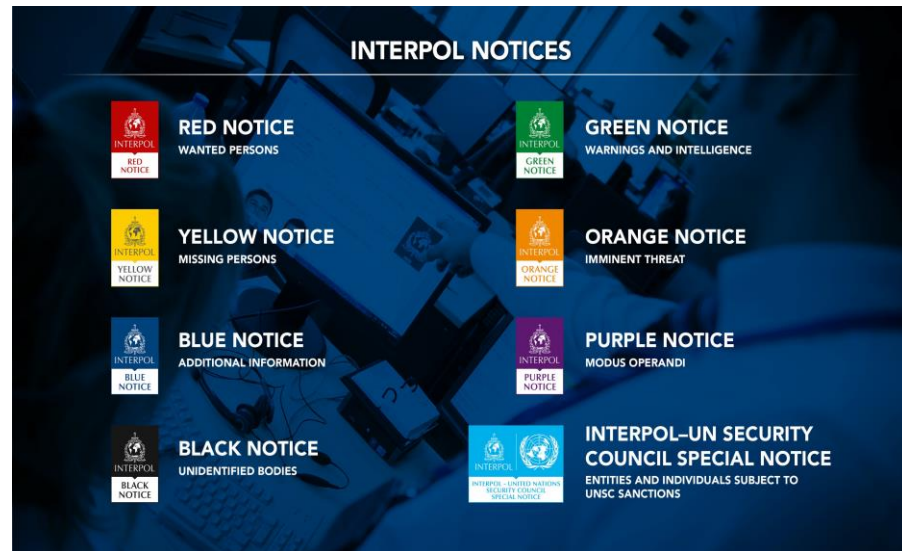 INTERPOL NOTICES
INTERPOL
RED
NOTICE
RED NOTICE
WANTED PERSONS
INTERPOL
GREEN
NOTICE
GREEN NOTICE
WARNINGS AND INTELLIGENCE
INTERPOL
YELLOW
NOTICE
YELLOW NOTICE
MISSING PERSONS
INTERPOL
ORANGE
NOTICE
ORANGE NOTICE
IMMINENT THREAT
INTERPOL
BLUE
NOTICE
BLUE NOTICE
ADDITIONAL INFORMATION
INTERPOL
PURPLE
NOTICE
PURPLE NOTICE
MODUS OPERANDI
INTERPOL
BLACK
NOTICE
BLACK NOTICE
UNIDENTIFIED BODIES
INTERPOL
INTERPOL – UNITED NATIONS
SECURITY COUNCIL
SPECIAL NOTICE
INTERPOL–UN SECURITY
COUNCIL SPECIAL NOTICE
ENTITIES AND INDIVIDUALS SUBJECT TO
UNSC SANCTIONS